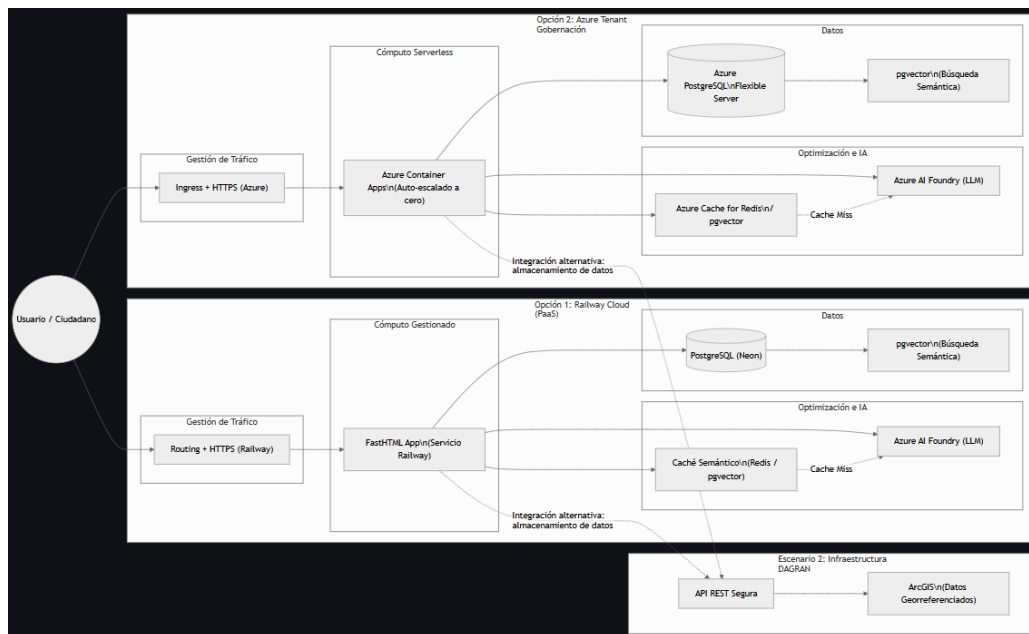 Opción 2: Azure Tenant
Gobernación
Cómputo Serverless
Datos
Azure
PostgreSQL\nFlexible
Server
pgvector\n(Búsqueda
Semántica)
Gestión de Tráfico
Ingress + HTTPS (Azure)
Azure Container
Apps\n(Auto-escalado a
cero)
Optimización e IA
Azure AI Foundry (LLM)
Azure Cache for Redis\n/
pgvector
Cache Miss
Integración alternativa:
almacenamiento de datos
Usuario / Ciudadano
Opción 1: Railway Cloud
(PaaS)
Cómputo Gestionado
Datos
PostgreSQL (Neon)
pgvector\n(Búsqueda
Semántica)
Gestión de Tráfico
Routing + HTTPS (Railway)
FastHTML App\n(Servicio
Railway)
Optimización e IA
Azure AI Foundry (LLM)
Caché Semántico\n(Redis /
pgvector)
Cache Miss
Integración alternativa:
almacenamiento de datos
Escenario 2: Infraestructura
DAGRAN
API REST Segura
ArcGIS\n(Datos
Georreferenciados)